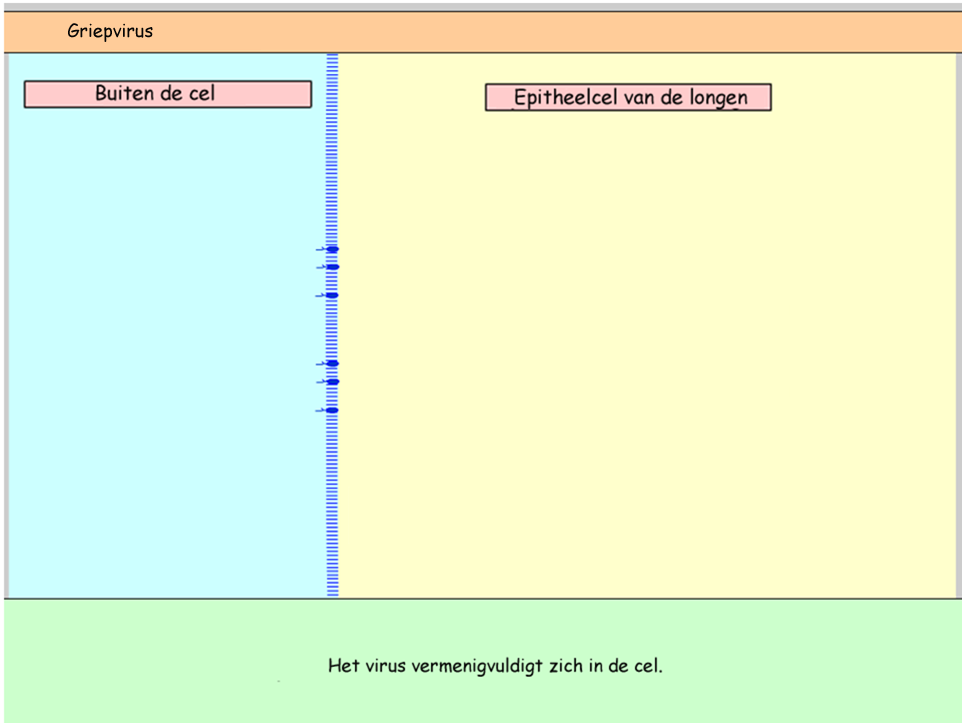 Griepvirus
Buiten de cel
Epitheelcel van de longen
Het virus vermenigvuldigt zich in de cel.